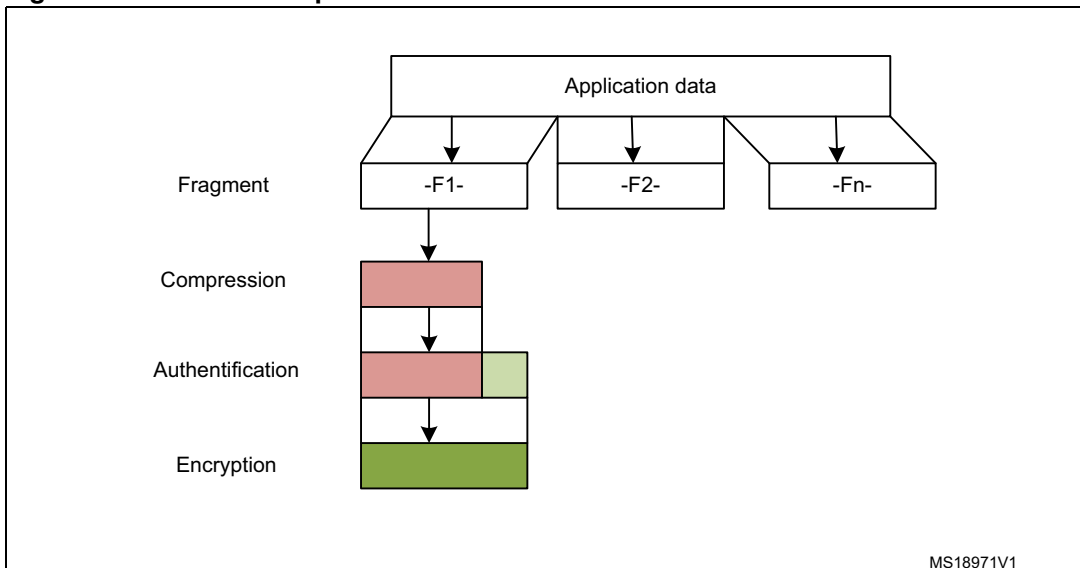 Application data
Fragment
-F1-
-F2-
-Fn-
Compression
Authentification
Encryption
MS18971V1